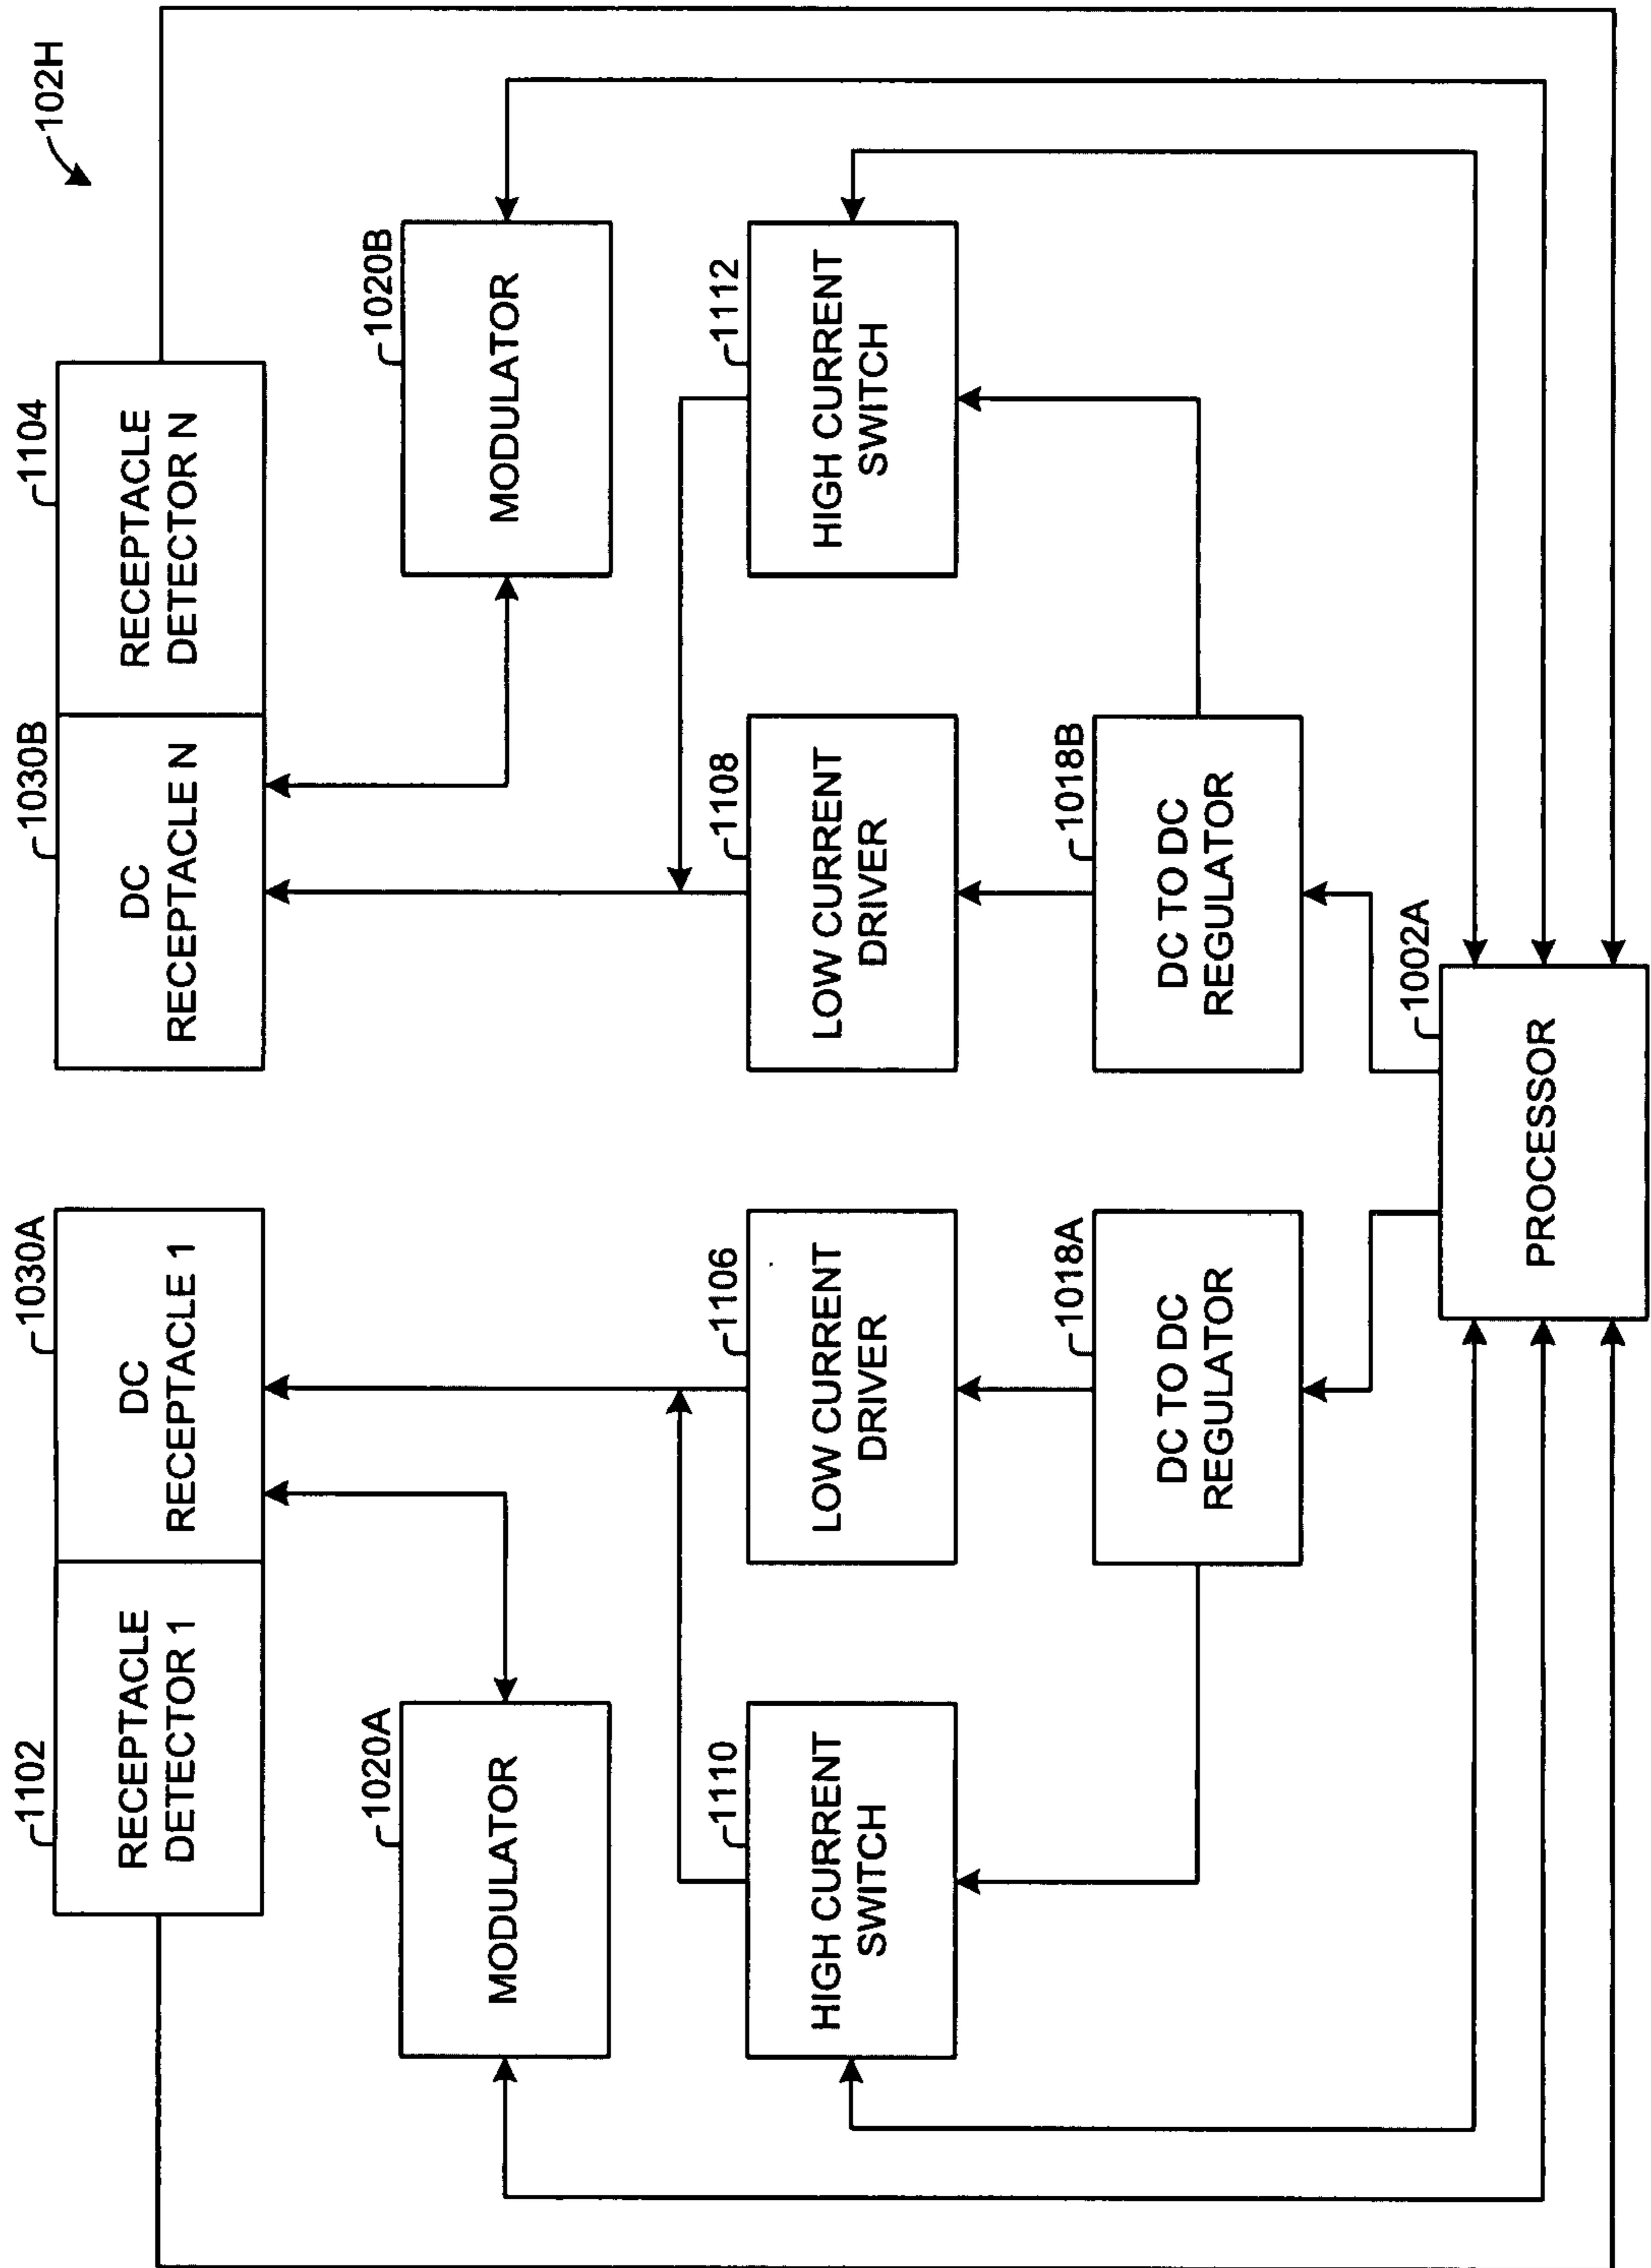 102H
1102
RECEPTACLE
DETECTOR 1
1030A
DC
RECEPTACLE 1
1030B
DC
RECEPTACLE N
1104
RECEPTACLE
DETECTOR N
1020A
MODULATOR
1020B
MODULATOR
1110
HIGH CURRENT
SWITCH
1106
LOW CURRENT
DRIVER
1108
LOW CURRENT
DRIVER
1112
HIGH CURRENT
SWITCH
1018A
DC TO DC
REGULATOR
1018B
DC TO DC
REGULATOR
1002A
PROCESSOR